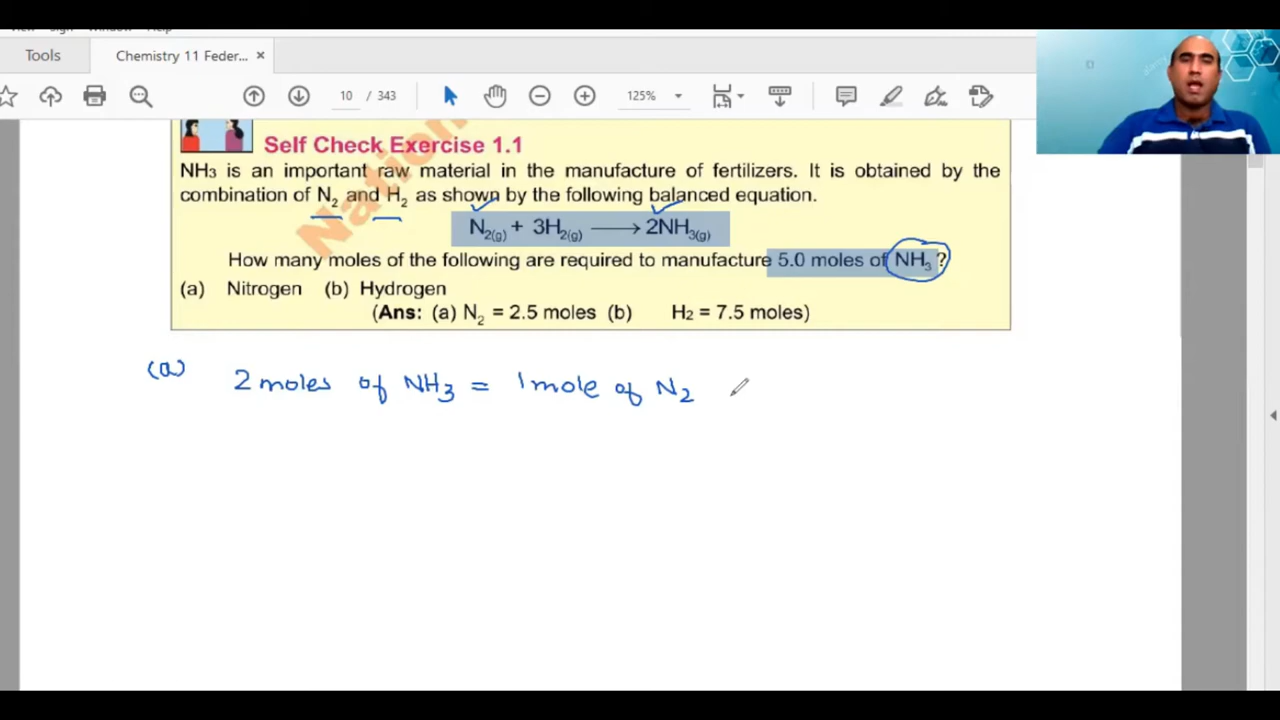 Tools
Chemistry 11 Feder... ×
10 / 343
125%
Self Check Exercise 1.1
NH3 is an important raw material in the manufacture of fertilizers. It is obtained by the
combination of N2 and H2 as shown by the following balanced equation.
N2(g) + 3H2(g) ⟶ 2NH3(g)
How many moles of the following are required to manufacture 5.0 moles of NH3?
(a) Nitrogen (b) Hydrogen
(Ans: (a) N2 = 2.5 moles (b) H2 = 7.5 moles)
(a) 2 moles of NH3 = 1 mole of N2
Nation